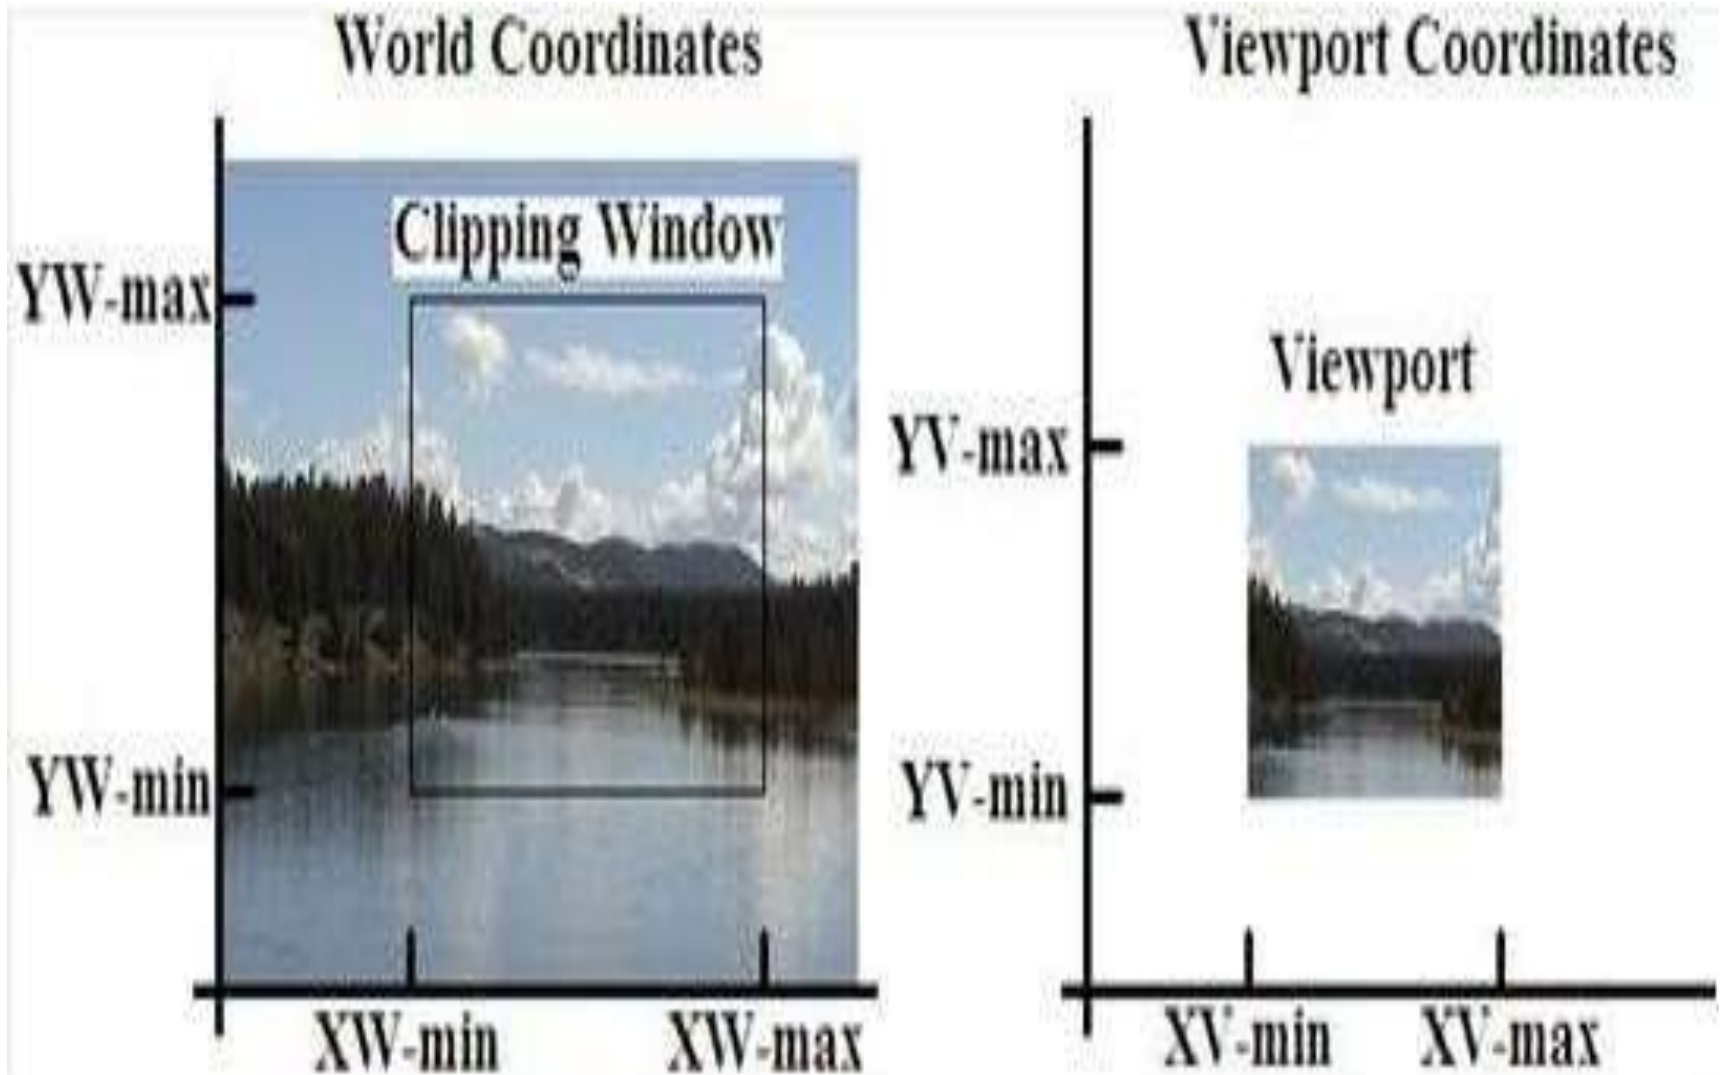 World Coordinates
Viewport Coordinates
Clipping Window
YW-max
Viewport
YV-max
YW-min
YV-min
XW-min
XW-max
XV-min
XV-max